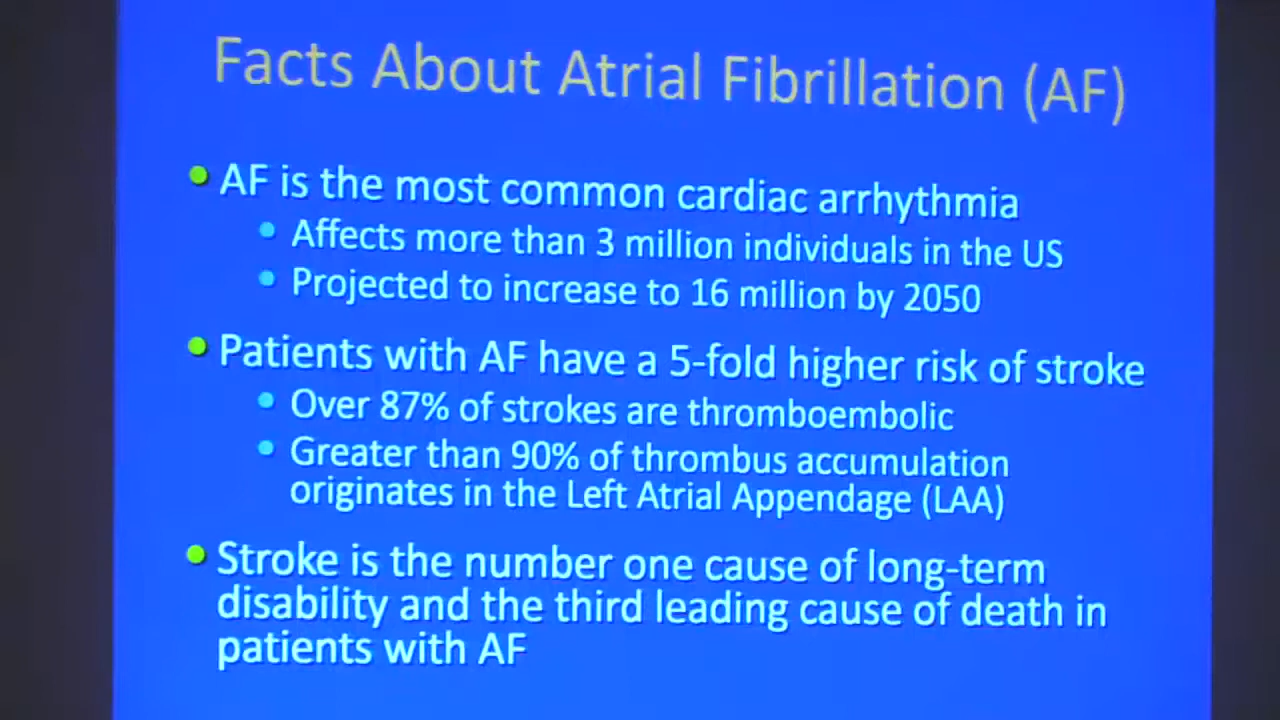 Facts About Atrial Fibrillation (AF)
• AF is the most common cardiac arrhythmia
• Affects more than 3 million individuals in the US
• Projected to increase to 16 million by 2050
• Patients with AF have a 5-fold higher risk of stroke
• Over 87% of strokes are thromboembolic
• Greater than 90% of thrombus accumulation
originates in the Left Atrial Appendage (LAA)
• Stroke is the number one cause of long-term
disability and the third leading cause of death in
patients with AF